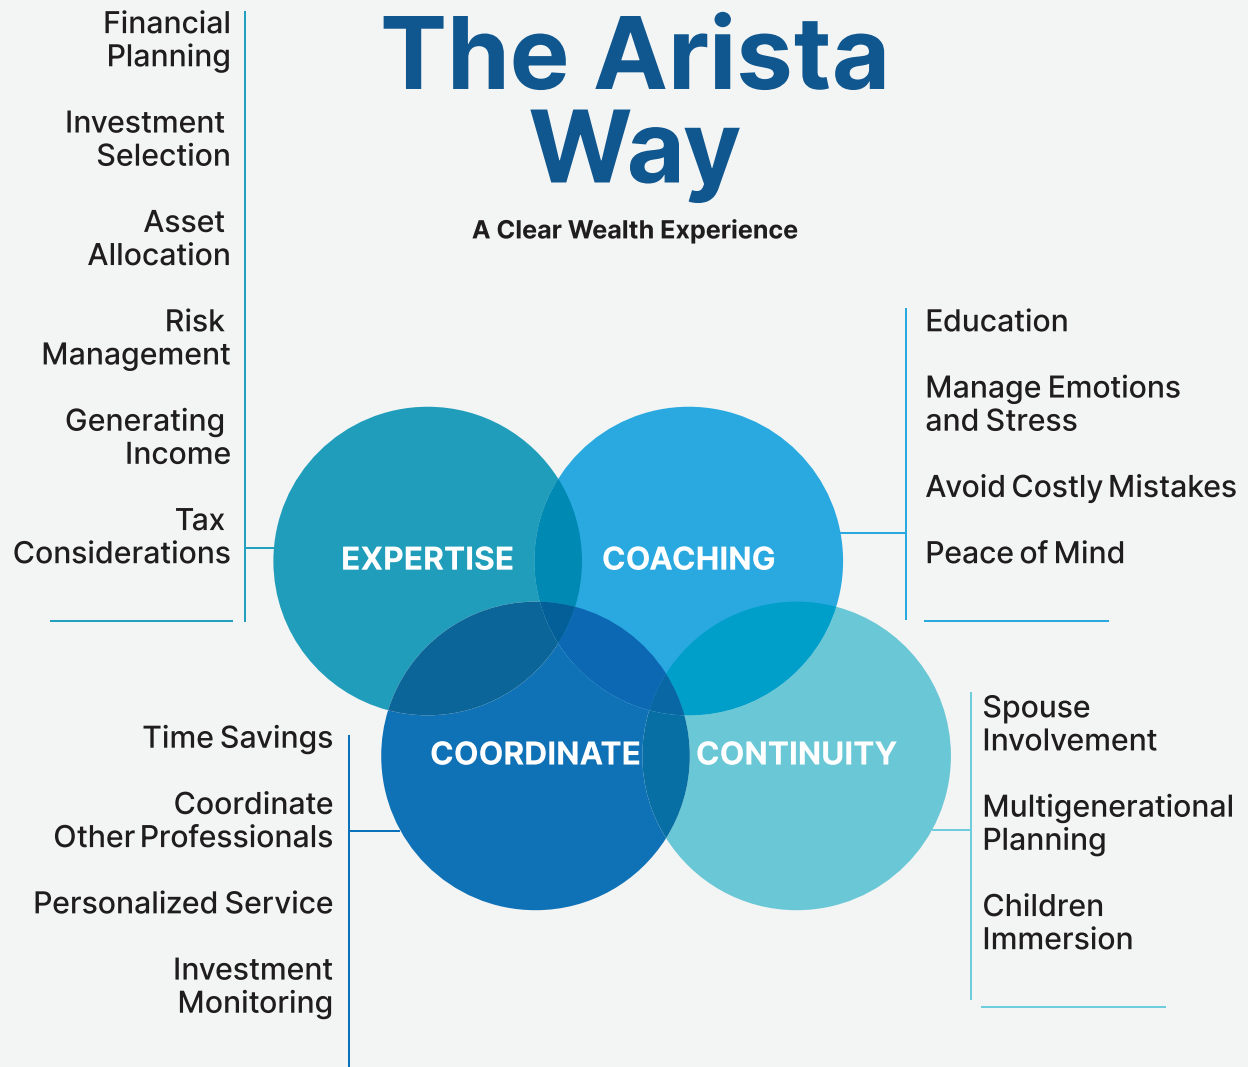 The Arista
Way
A Clear Wealth Experience
Financial
Planning
Investment
Selection
Asset
Allocation
Risk
Management
Generating
Income
Tax
Considerations
EXPERTISE
COACHING
Education
Manage Emotions
and Stress
Avoid Costly Mistakes
Peace of Mind
COORDINATE
CONTINUITY
Time Savings
Coordinate
Other Professionals
Personalized Service
Investment
Monitoring
Spouse
Involvement
Multigenerational
Planning
Children
Immersion